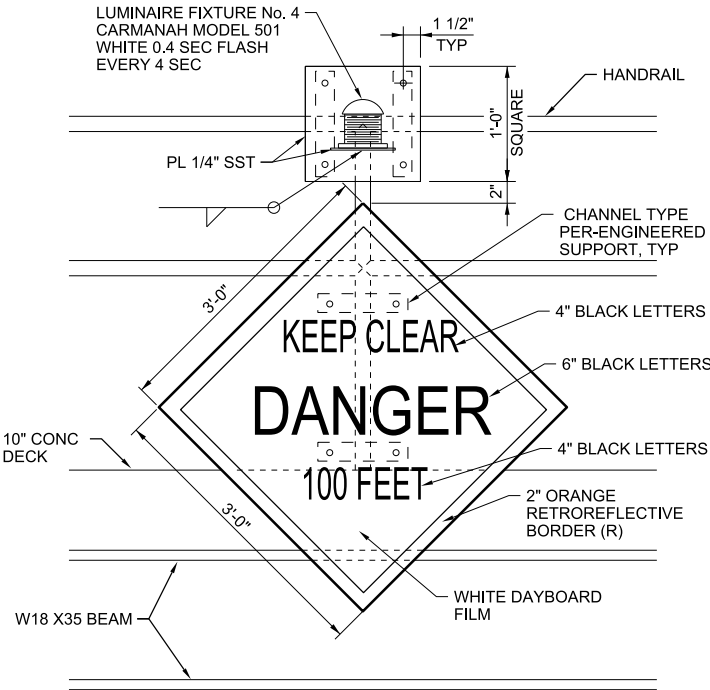 LUMINAIRE FIXTURE No. 4
CARMANAH MODEL 501
WHITE 0.4 SEC FLASH
EVERY 4 SEC
1 1/2"
TYP
HANDRAIL
1'-0"
SQUARE
PL 1/4" SST
2"
CHANNEL TYPE
PER-ENGINEERED
SUPPORT, TYP
3'-0"
4" BLACK LETTERS
KEEP CLEAR
6" BLACK LETTERS
DANGER
10" CONC
DECK
4" BLACK LETTERS
100 FEET
2" ORANGE
RETROREFLECTIVE
BORDER (R)
3'-0"
WHITE DAYBOARD
FILM
W18 X35 BEAM